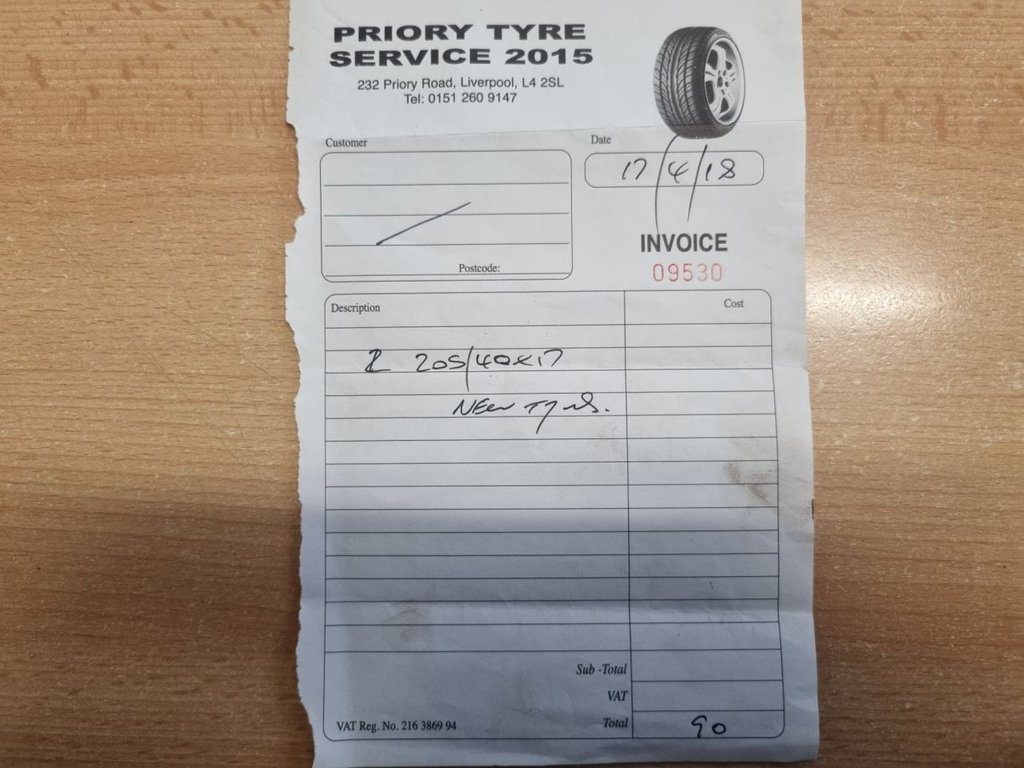 PRIORY TYRE
SERVICE 2015
232 Priory Road, Liverpool, L4 2SL
Tel: 0151 260 9147
Customer
Date
17/4/18
Postcode:
INVOICE
09530
Description
Cost
2 205/40x17
New Tyres.
Sub -Total
VAT
VAT Reg. No. 216 3869 94
Total
90